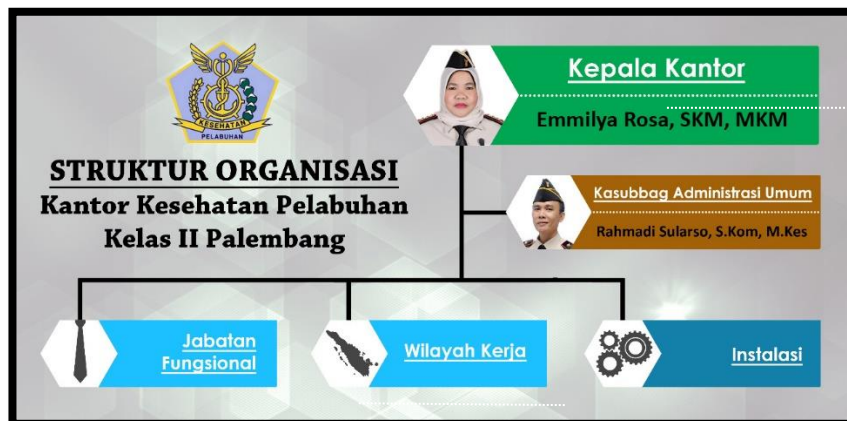 KESEHATAN
PELABUHAN
STRUKTUR ORGANISASI
Kantor Kesehatan Pelabuhan
Kelas II Palembang
Kepala Kantor
Emmilya Rosa, SKM, MKM
Kasubbag Administrasi Umum
Rahmadi Sularso, S.Kom, M.Kes
Jabatan
Fungsional
Wilayah Kerja
Instalasi